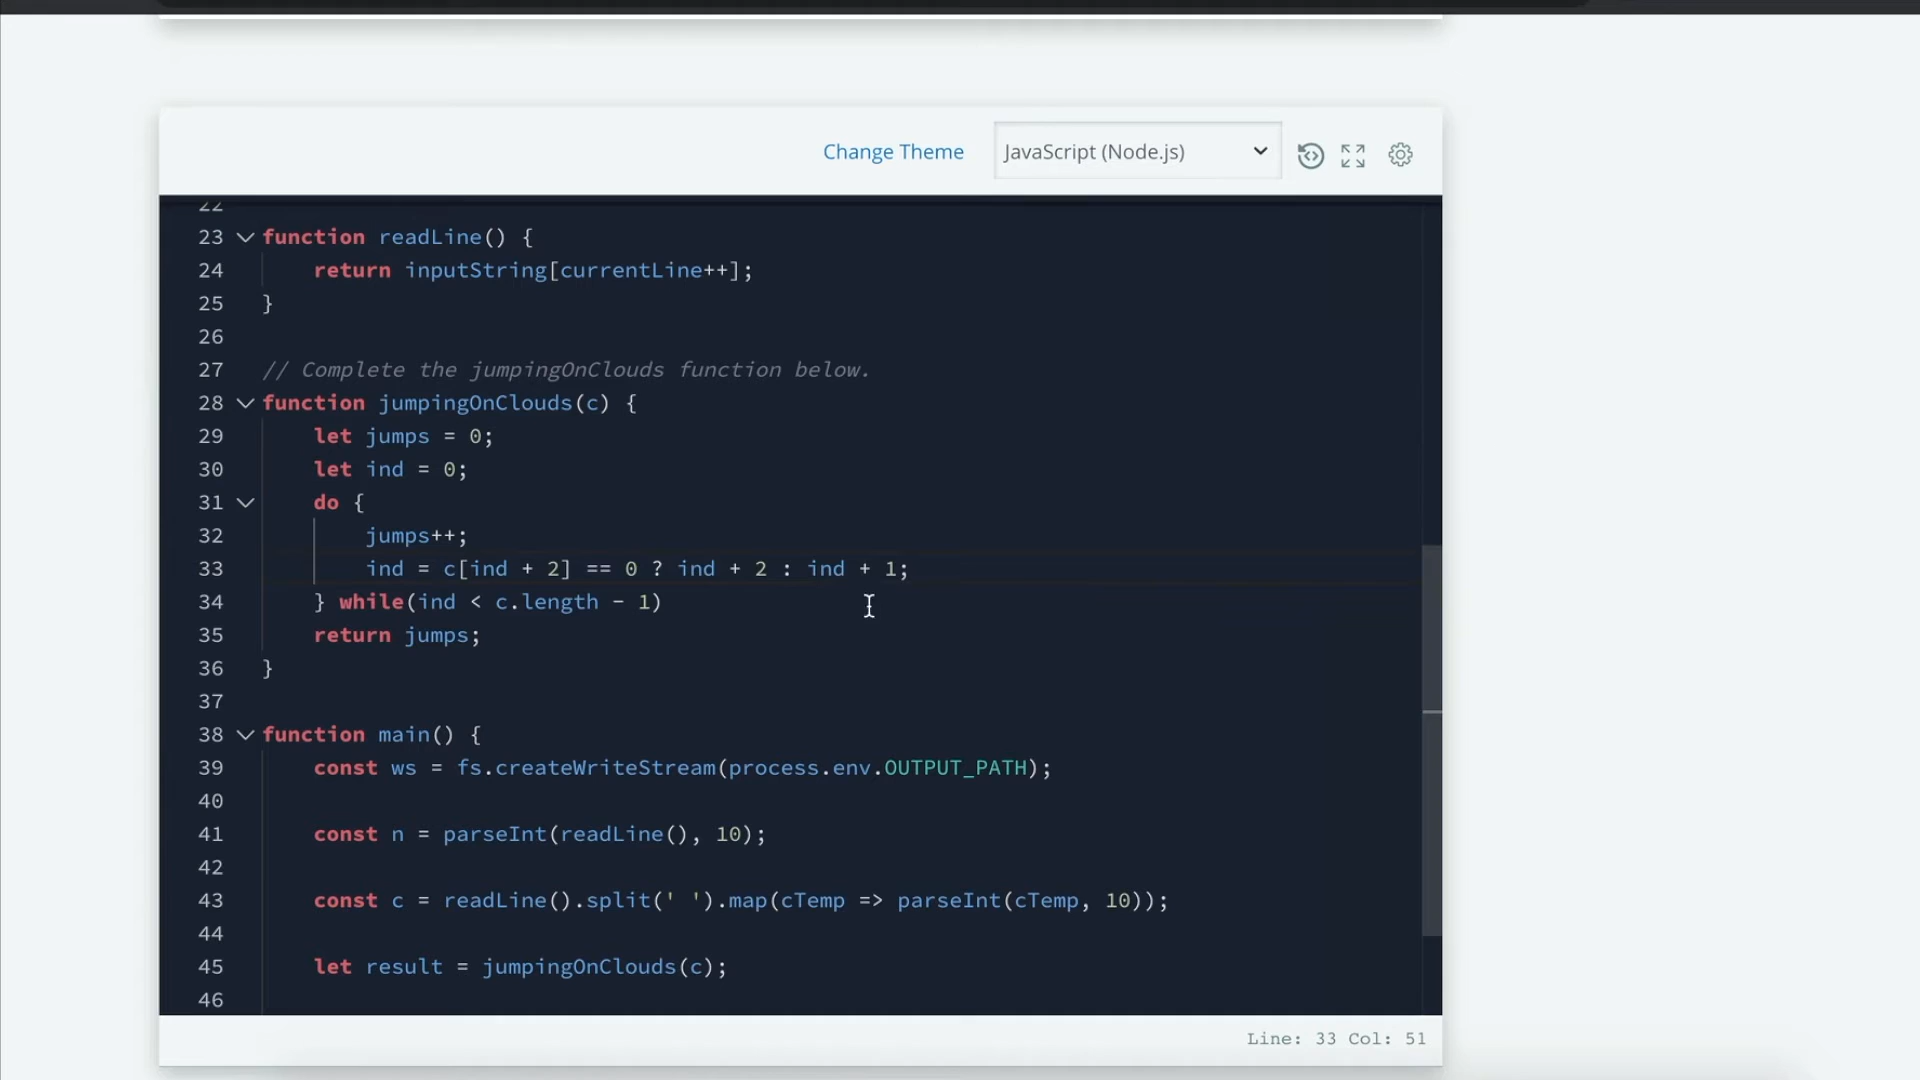 Change Theme JavaScript (Node.js)
22
23 function readLine() {
24 return inputString[currentLine++];
25 }
26
27 // Complete the jumpingOnClouds function below.
28 function jumpingOnClouds(c) {
29 let jumps = 0;
30 let ind = 0;
31 do {
32 jumps++;
33 ind = c[ind + 2] == 0 ? ind + 2 : ind + 1;
34 } while(ind < c.length - 1)
35 return jumps;
36 }
37
38 function main() {
39 const ws = fs.createWriteStream(process.env.OUTPUT_PATH);
40
41 const n = parseInt(readLine(), 10);
42
43 const c = readLine().split(' ').map(cTemp => parseInt(cTemp, 10));
44
45 let result = jumpingOnClouds(c);
46
Line: 33 Col: 51